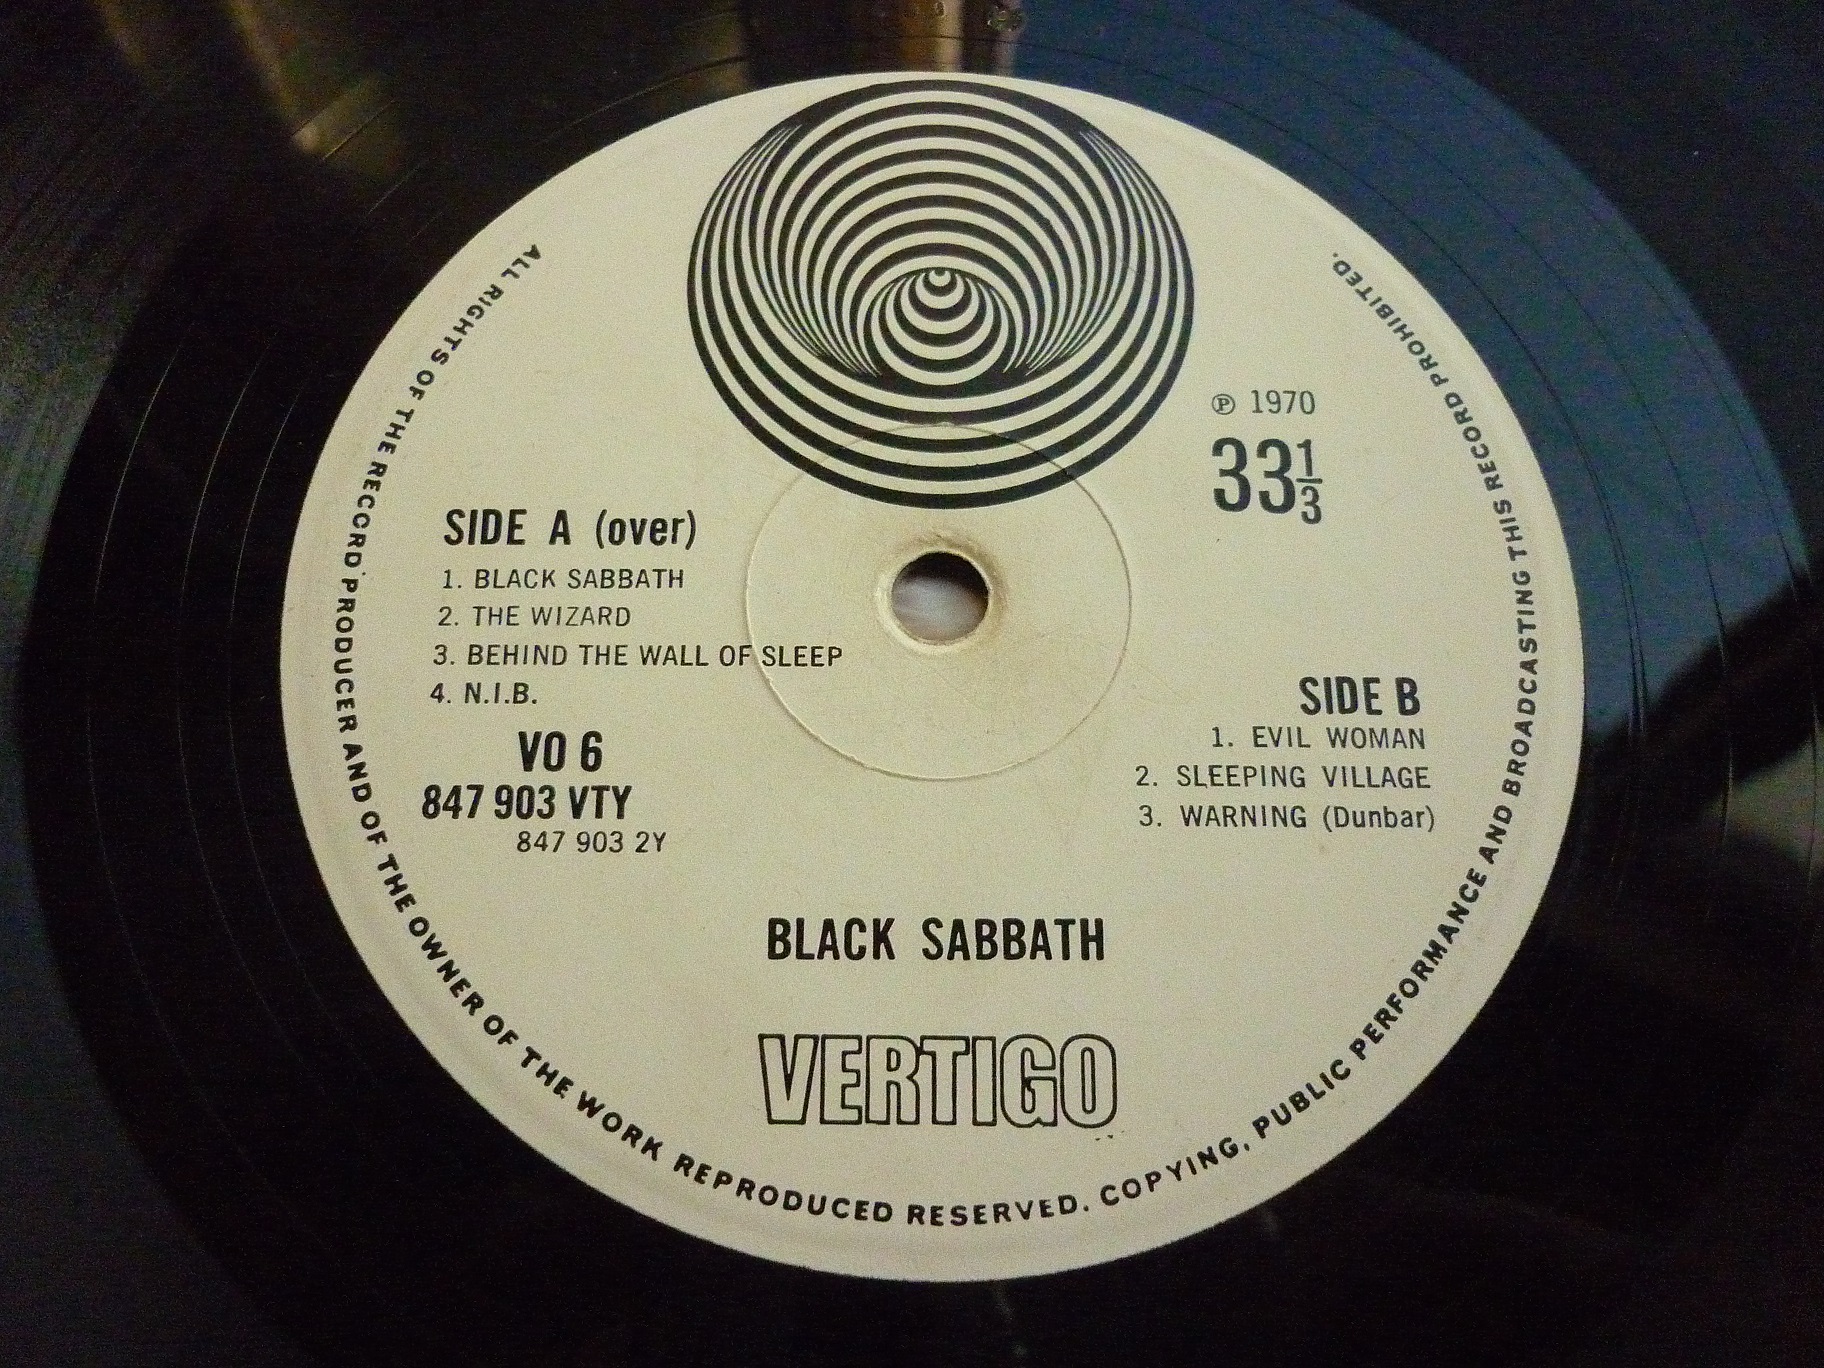 ALL RIGHTS OF THE RECORD PRODUCER AND OF THE OWNER OF THE WORK REPRODUCED RESERVED. COPYING, PUBLIC PERFORMANCE AND BROADCASTING THIS RECORD PROHIBITED.
℗ 1970
33⅓
SIDE A (over)
1. BLACK SABBATH
2. THE WIZARD
3. BEHIND THE WALL OF SLEEP
4. N.I.B.
VO 6
847 903 VTY
847 903 2Y
SIDE B
1. EVIL WOMAN
2. SLEEPING VILLAGE
3. WARNING (Dunbar)
BLACK SABBATH
VERTIGO